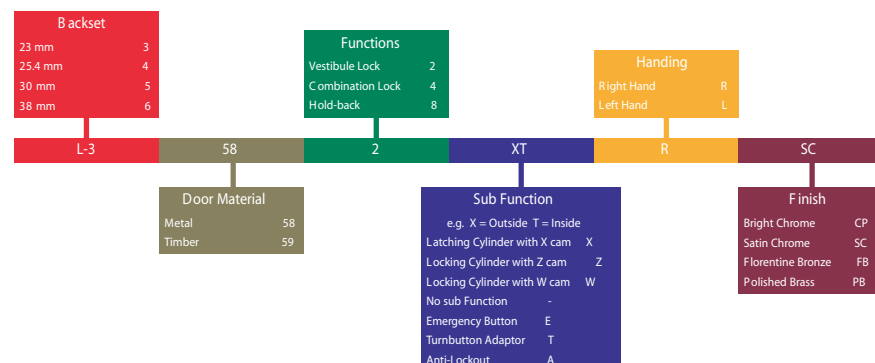 Backset
23 mm 3
25.4 mm 4
30 mm 5
38 mm 6
Functions
Vestibule Lock 2
Combination Lock 4
Hold-back 8
Handing
Right Hand R
Left Hand L
L-3 58 2 XT R SC
Door Material
Metal 58
Timber 59
Sub Function
e.g. X = Outside T = Inside
Latching Cylinder with X cam X
Locking Cylinder with Z cam Z
Locking Cylinder with W cam W
No sub Function -
Emergency Button E
Turnbutton Adaptor T
Anti-Lockout A
Finish
Bright Chrome CP
Satin Chrome SC
Florentine Bronze FB
Polished Brass PB